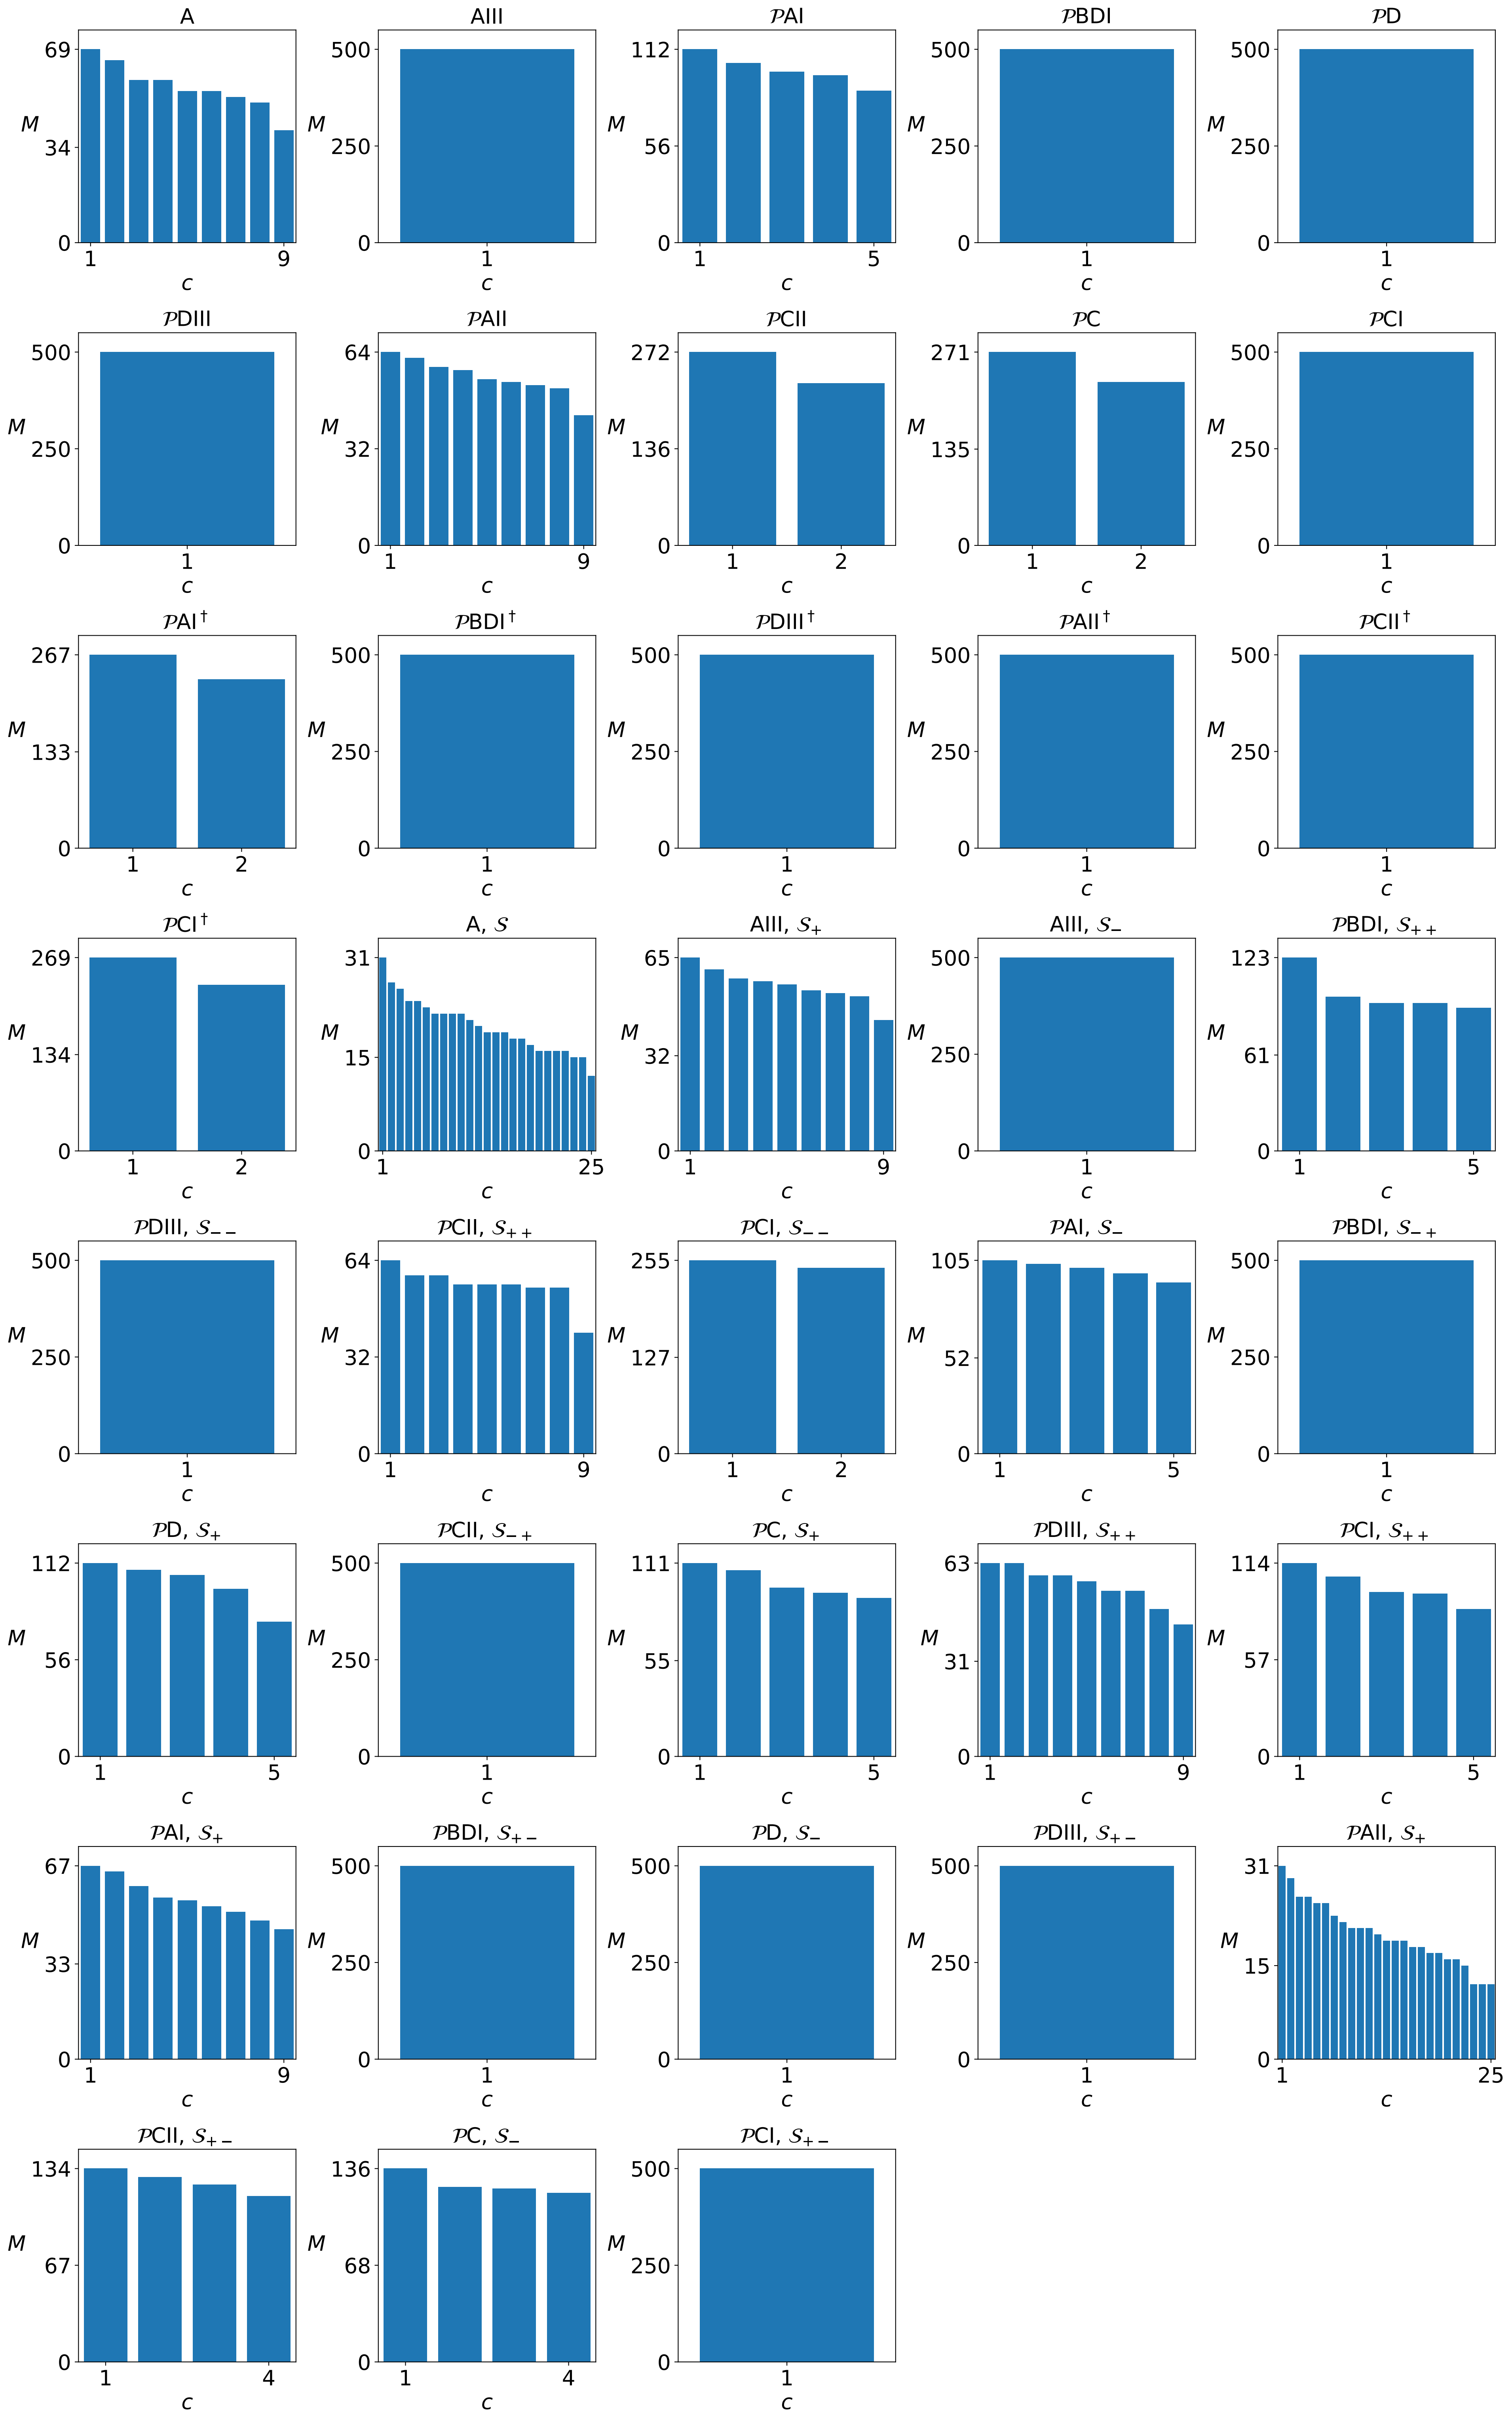 A AIII 𝒫AI 𝒫BDI 𝒫D
69 500 112 500 500
M M M M M
34 250 56 250 250
0 0 0 0 0
1 9 1 1 5 1 1
c c c c c
𝒫DIII 𝒫AII 𝒫CII 𝒫C 𝒫CI
500 64 272 271 500
M M M M M
250 32 136 135 250
0 0 0 0 0
1 1 9 1 2 1 2 1
c c c c c
𝒫AI† 𝒫BDI† 𝒫DIII† 𝒫AII† 𝒫CII†
267 500 500 500 500
M M M M M
133 250 250 250 250
0 0 0 0 0
1 2 1 1 1 1
c c c c c
𝒫CI† A, 𝒮 AIII, 𝒮₊ AIII, 𝒮₋ 𝒫BDI, 𝒮₊₊
269 31 65 500 123
M M M M M
134 15 32 250 61
0 0 0 0 0
1 2 1 25 1 9 1 1 5
c c c c c
𝒫DIII, 𝒮₋₋ 𝒫CII, 𝒮₊₊ 𝒫CI, 𝒮₋₋ 𝒫AI, 𝒮₋ 𝒫BDI, 𝒮₋₊
500 64 255 105 500
M M M M M
250 32 127 52 250
0 0 0 0 0
1 1 9 1 2 1 5 1
c c c c c
𝒫D, 𝒮₊ 𝒫CII, 𝒮₋₊ 𝒫C, 𝒮₊ 𝒫DIII, 𝒮₊₊ 𝒫CI, 𝒮₊₊
112 500 111 63 114
M M M M M
56 250 55 31 57
0 0 0 0 0
1 5 1 1 5 1 9 1 5
c c c c c
𝒫AI, 𝒮₊ 𝒫BDI, 𝒮₊₋ 𝒫D, 𝒮₋ 𝒫DIII, 𝒮₊₋ 𝒫AII, 𝒮₊
67 500 500 500 31
M M M M M
33 250 250 250 15
0 0 0 0 0
1 9 1 1 1 1 25
c c c c c
𝒫CII, 𝒮₊₋ 𝒫C, 𝒮₋ 𝒫CI, 𝒮₊₋
134 136 500
M M M
67 68 250
0 0 0
1 4 1 4 1
c c c